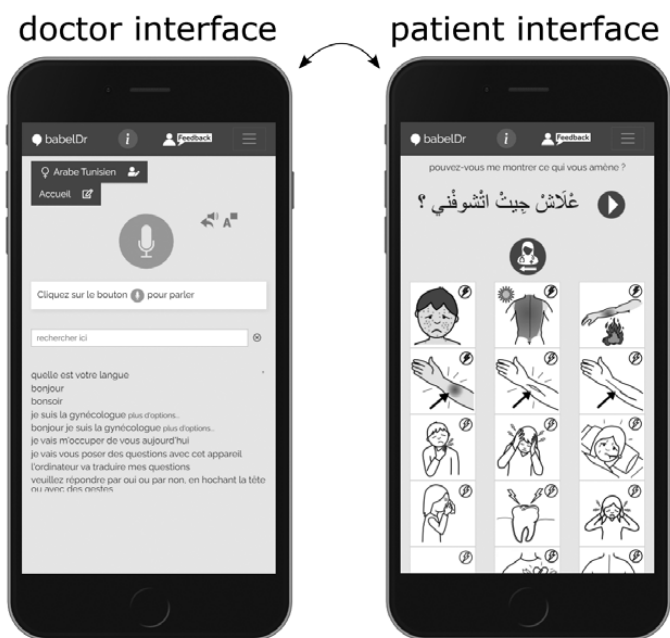 doctor interface
patient interface
babelDr
i
Feedback
Arabe Tunisien
Accueil
A
Cliquez sur le bouton pour parler
rechercher ici
quelle est votre langue
bonjour
bonsoir
je suis la gynécologue plus d'options...
bonjour je suis la gynécologue plus d'options...
je vais m'occuper de vous aujourd'hui
je vais vous poser des questions avec cet appareil
l'ordinateur va traduire mes questions
veuillez répondre par oui ou par non, en hochant la tête
ou avec des gestes
babelDr
i
Feedback
pouvez-vous me montrer ce qui vous amène ?
عْلَاشْ جِيتْ اتْشوفْني ؟